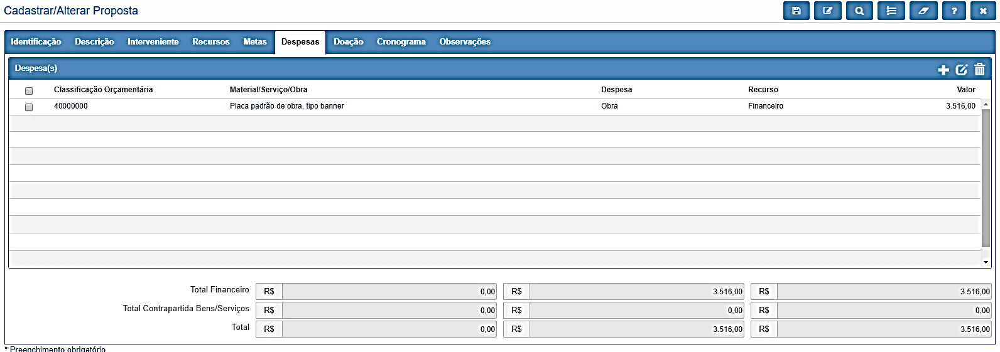 Cadastrar/Alterar Proposta
Identificação Descrição Interveniente Recursos Metas Despesas Doação Cronograma Observações
Despesa(s)
Classificação Orçamentária Material/Serviço/Obra Despesa Recurso Valor
40000000 Placa padrão de obra, tipo banner Obra Financeiro 3.516,00
Total Financeiro R$ 0,00 R$ 3.516,00 R$ 3.516,00
Total Contrapartida Bens/Serviços R$ 0,00 R$ 0,00 R$ 0,00
Total R$ 0,00 R$ 3.516,00 R$ 3.516,00
* Preenchimento obrigatório